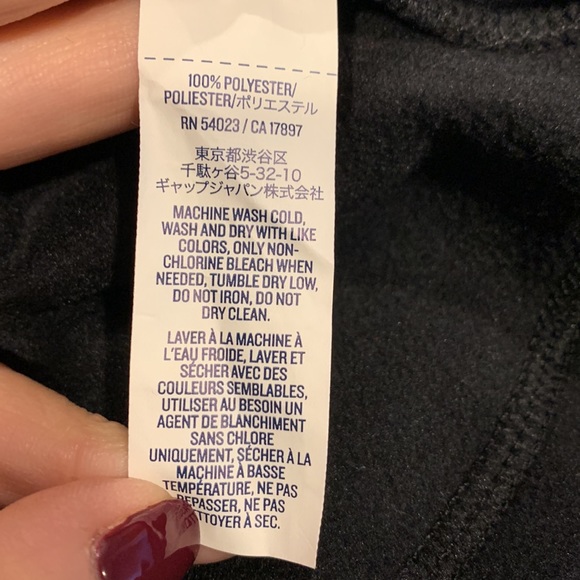 100% POLYESTER/
POLIESTER/ポリエステル
RN 54023 / CA 17897
東京都渋谷区
千駄ヶ谷5-32-10
ギャップジャパン株式会社
MACHINE WASH COLD,
WASH AND DRY WITH LIKE
COLORS, ONLY NON-
CHLORINE BLEACH WHEN
NEEDED, TUMBLE DRY LOW,
DO NOT IRON, DO NOT
DRY CLEAN.
LAVER À LA MACHINE À
L'EAU FROIDE, LAVER ET
SÉCHER AVEC DES
COULEURS SEMBLABLES,
UTILISER AU BESOIN UN
AGENT DE BLANCHIMENT
SANS CHLORE
UNIQUEMENT, SÉCHER À LA
MACHINE À BASSE
TEMPÉRATURE, NE PAS
REPASSER, NE PAS
À SEC.